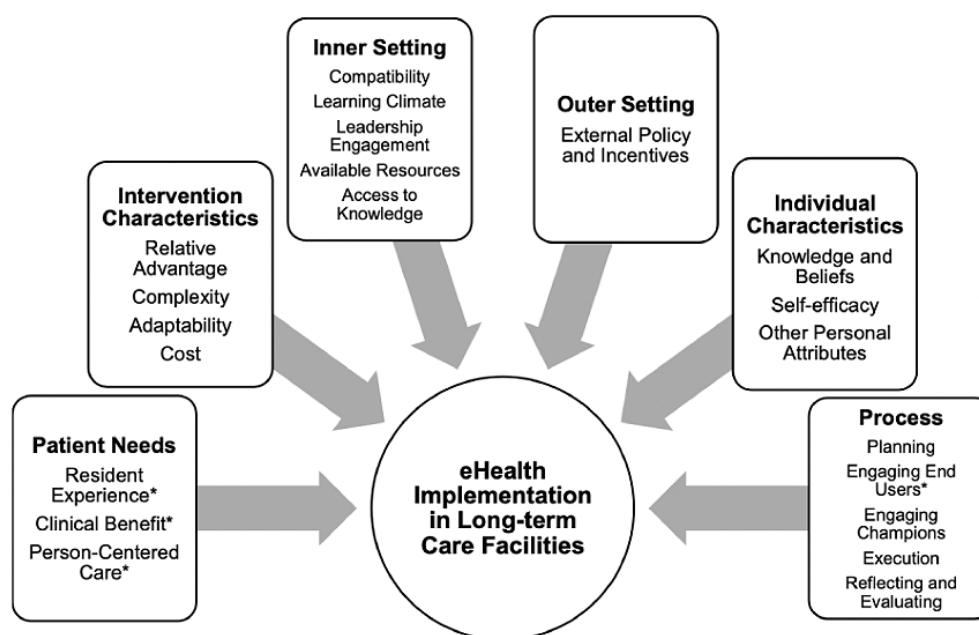 Inner Setting
Compatibility
Learning Climate
Leadership
Engagement
Available Resources
Access to
Knowledge
Outer Setting
External Policy
and Incentives
Intervention
Characteristics
Relative
Advantage
Complexity
Adaptability
Cost
Individual
Characteristics
Knowledge and
Beliefs
Self-efficacy
Other Personal
Attributes
Patient Needs
Resident
Experience*
Clinical Benefit*
Person-Centered
Care*
eHealth
Implementation
in Long-term
Care Facilities
Process
Planning
Engaging End
Users*
Engaging
Champions
Execution
Reflecting and
Evaluating